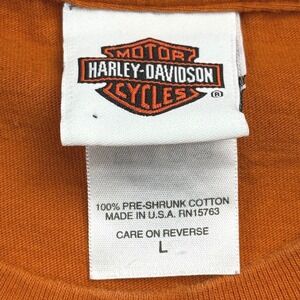 MOTOR
HARLEY-DAVIDSON
CYCLES
®
100% PRE-SHRUNK COTTON
MADE IN U.S.A. RN15763
CARE ON REVERSE
L